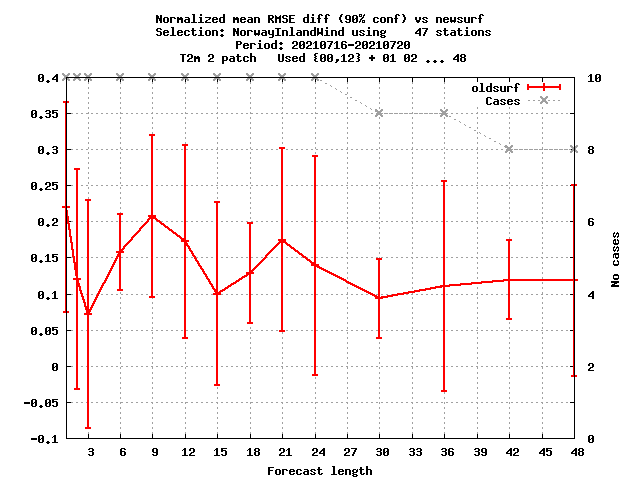 Normalized mean RMSE diff (90% conf) vs newsurf
Selection: NorwayInlandWind using    47 stations
Period: 20210716-20210720
T2m 2 patch   Used {00,12} + 01 02 ... 48
oldsurf
Cases
0.4
0.35
0.3
0.25
0.2
0.15
0.1
0.05
0
-0.05
-0.1
10
8
6
4
2
0
No cases
3 6 9 12 15 18 21 24 27 30 33 36 39 42 45 48
Forecast length